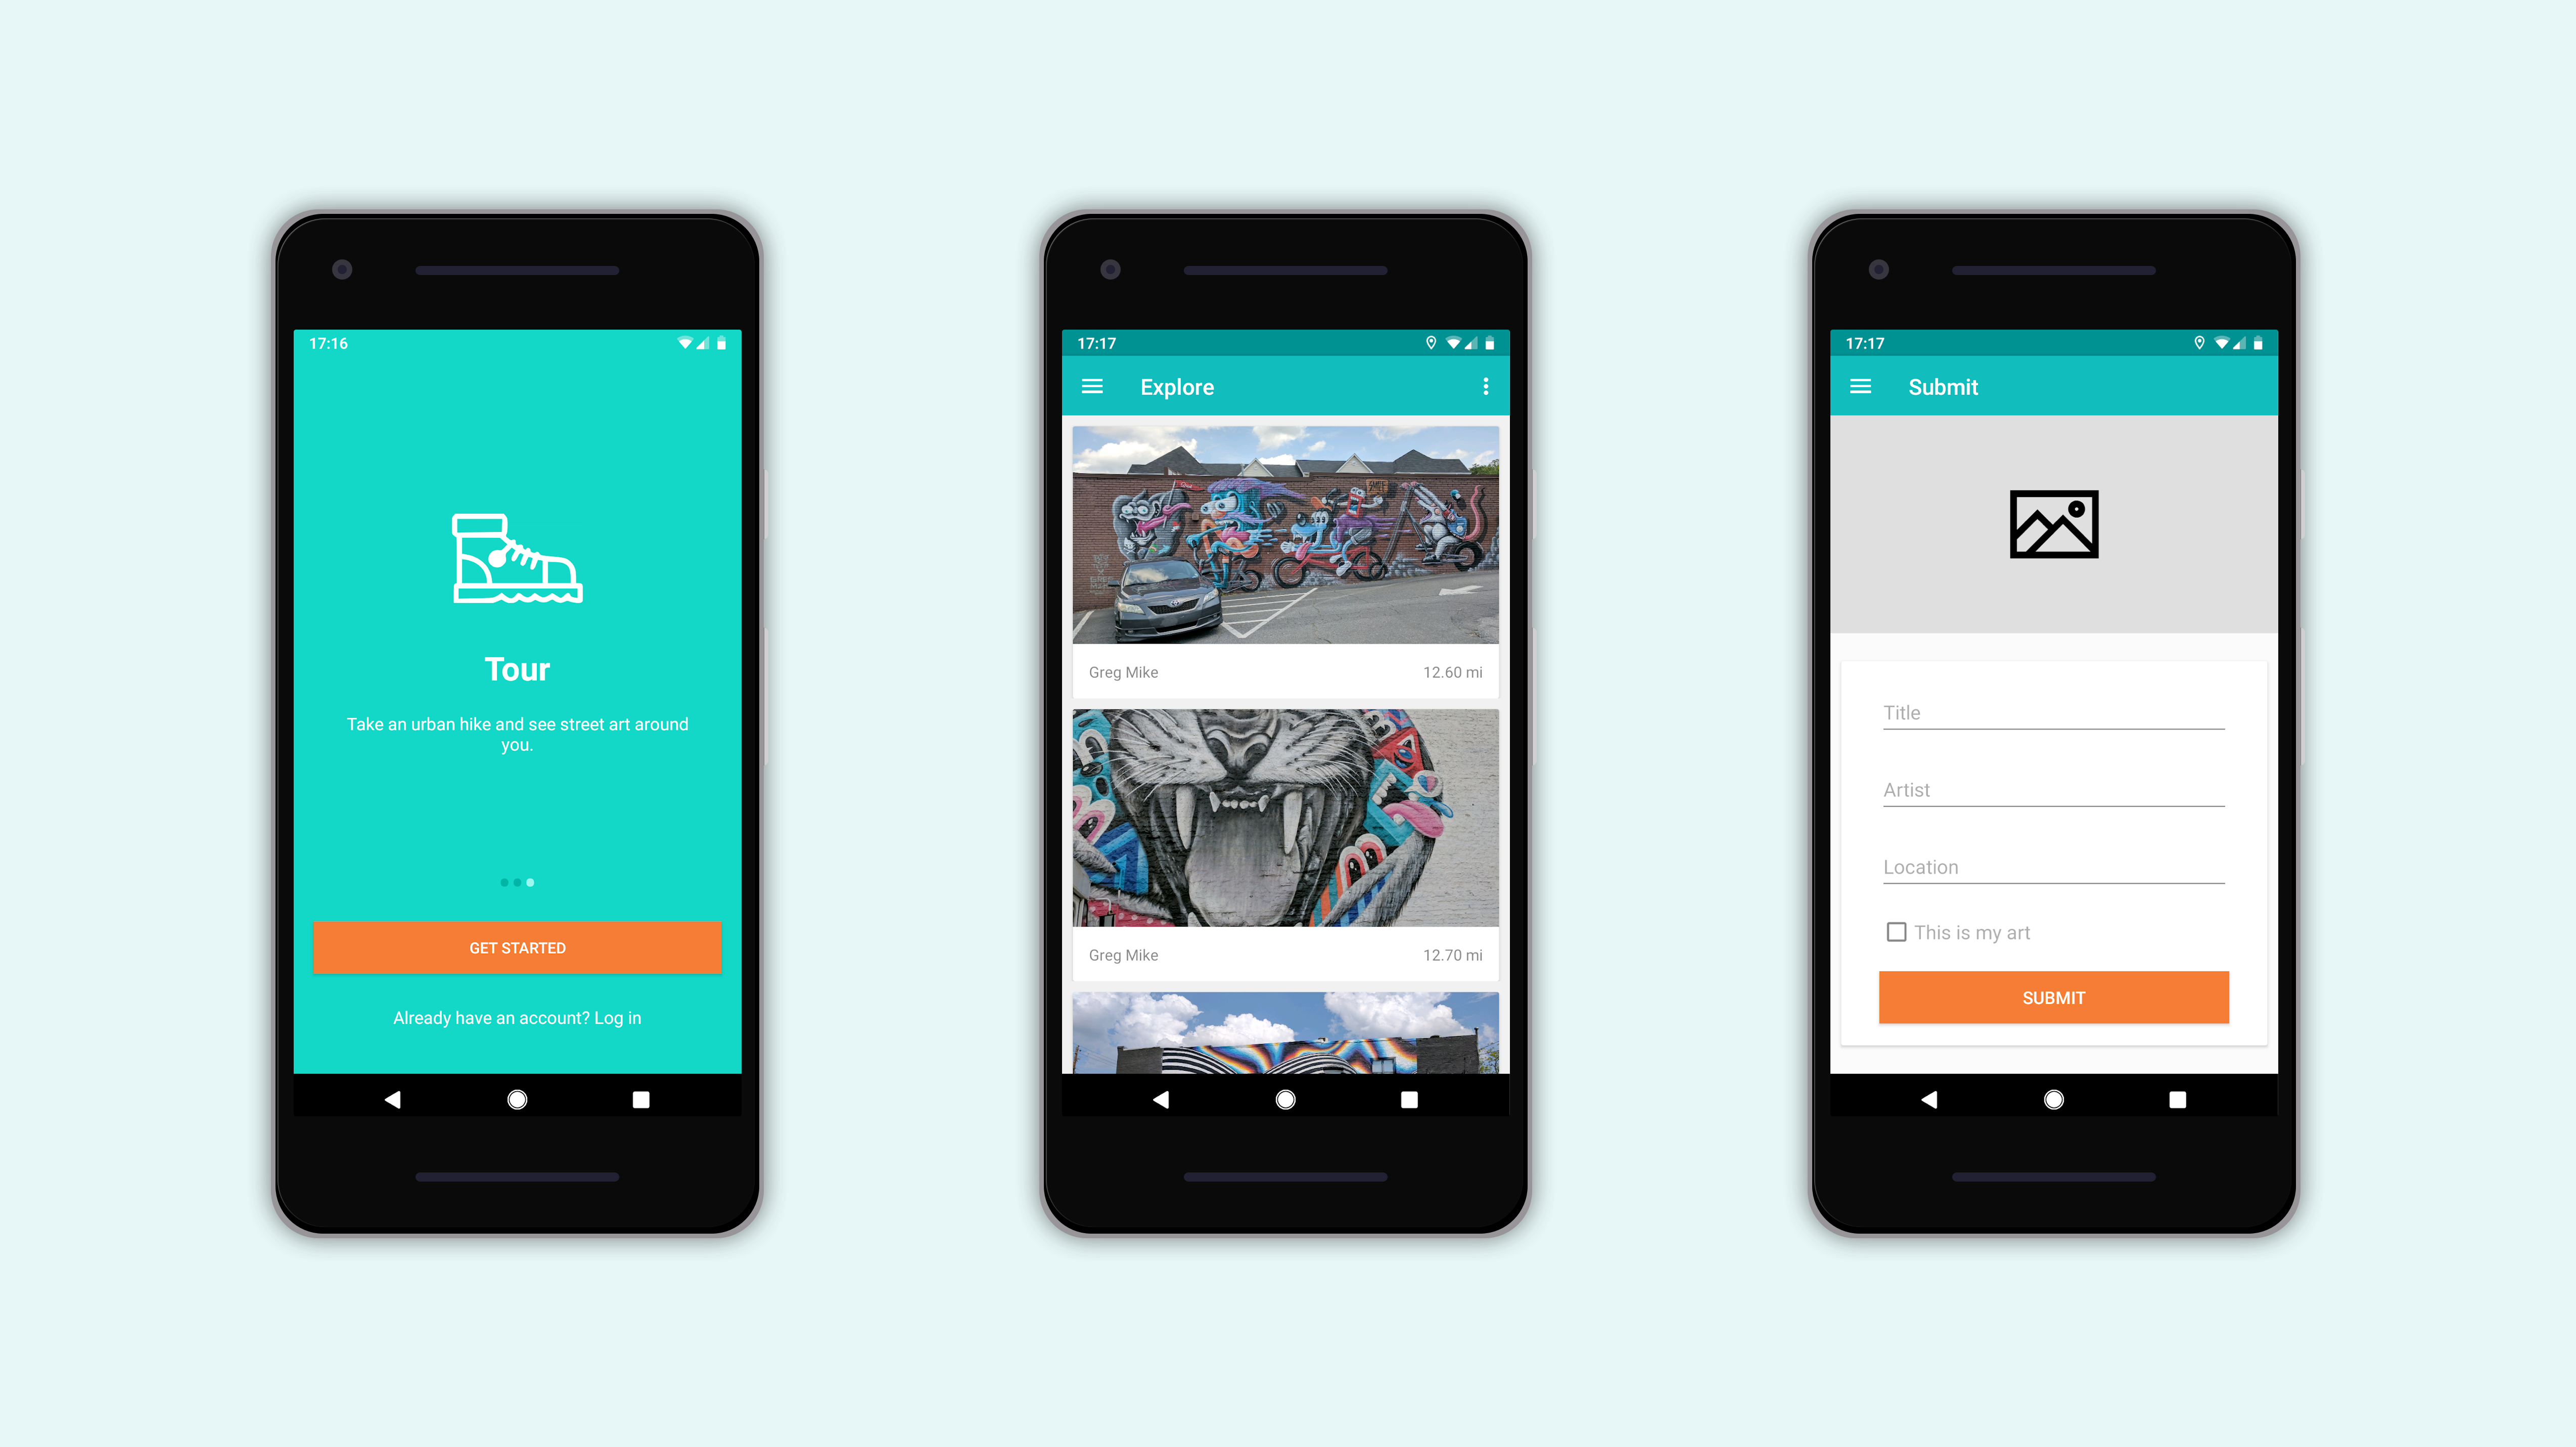 17:16
Tour
Take an urban hike and see street art around
you.
GET STARTED
Already have an account? Log in
17:17
Explore
Greg Mike
12.60 mi
Greg Mike
12.70 mi
17:17
Submit
Title
Artist
Location
This is my art
SUBMIT